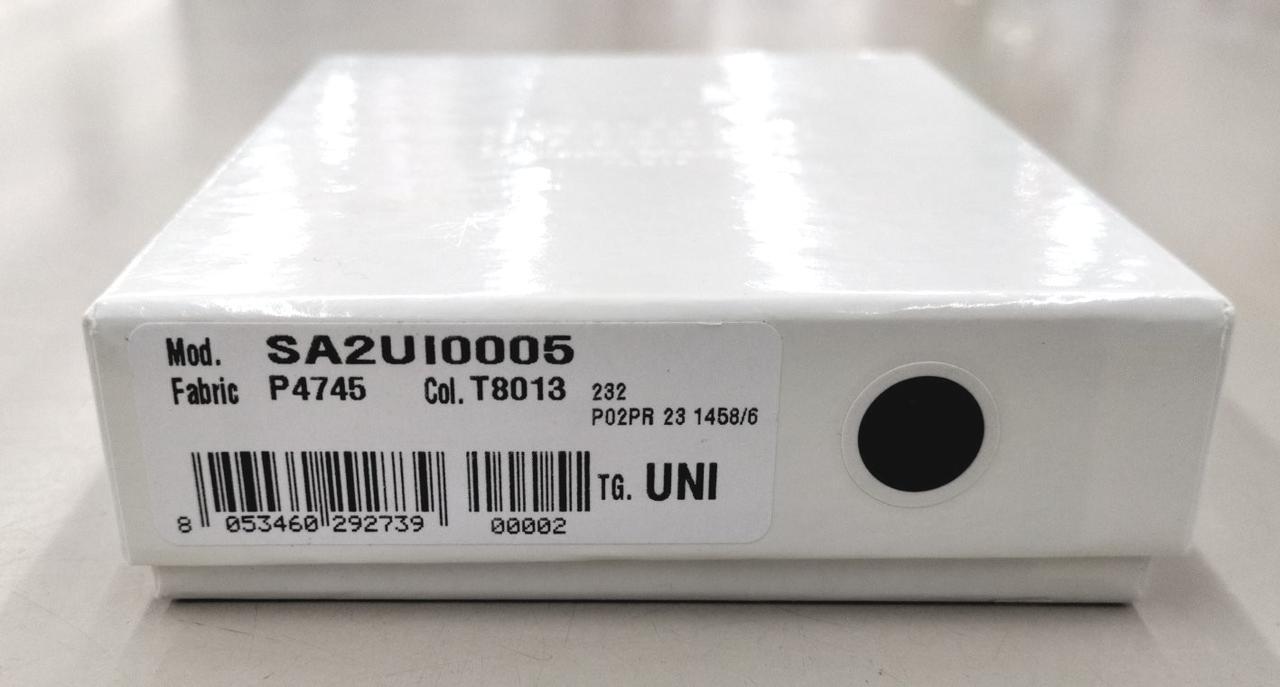 Mod. SA2UI0005
Fabric P4745 Col. T8013 232
P02PR 23 1458/6
TG. UNI
8 053460 292739 00002